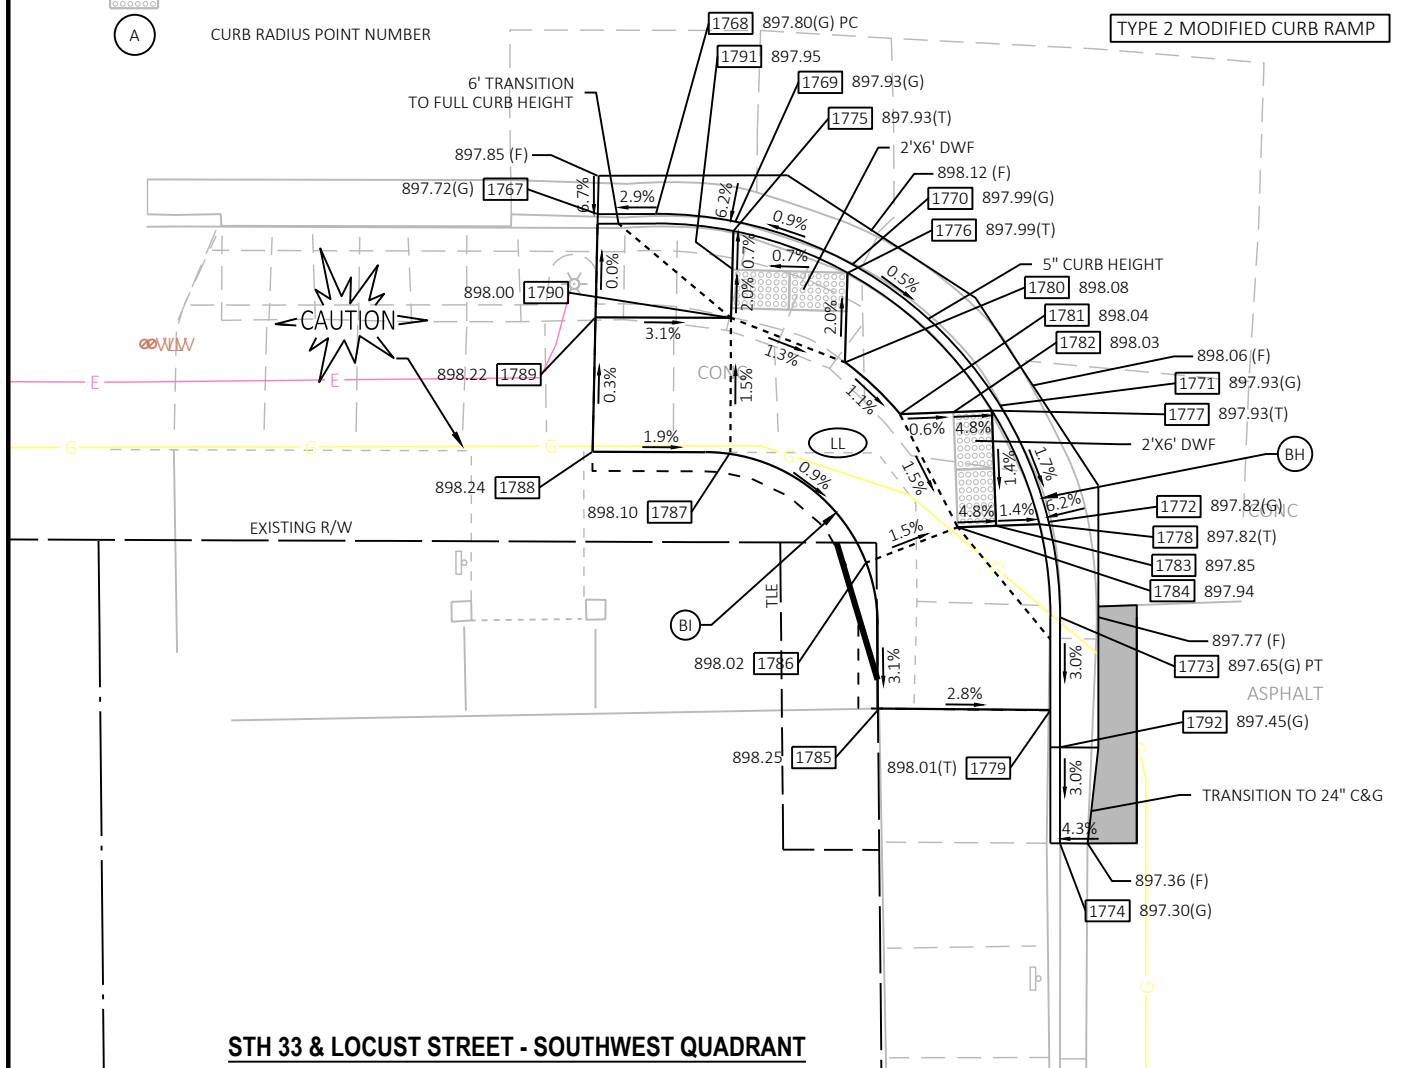 A
CURB RADIUS POINT NUMBER
TYPE 2 MODIFIED CURB RAMP
1768 897.80(G) PC
1791 897.95
6' TRANSITION
TO FULL CURB HEIGHT
1769 897.93(G)
1775 897.93(T)
2'X6' DWF
897.85 (F)
898.12 (F)
897.72(G) 1767
1770 897.99(G)
1776 897.99(T)
6.7%
2.9%
6.2%
0.9%
0.7%
0.7%
0.5%
0.0%
2.0%
2.0%
5" CURB HEIGHT
1780 898.08
898.00 1790
CAUTION
3.1%
1.3%
1781 898.04
1782 898.03
898.06 (F)
898.22 1789
E
E
CONC
0.3%
1.5%
1.1%
1771 897.93(G)
1777 897.93(T)
0.6%
4.8%
2'X6' DWF
G
G
G
G
1.9%
LL
BH
1.5%
1.4%
1.7%
898.24 1788
0.9%
898.10 1787
6.2%
4.8%
1.4%
1772 897.82(G)
CONC
EXISTING R/W
1.5%
1778 897.82(T)
1783 897.85
G
1784 897.94
TLE
BI
897.77 (F)
898.02 1786
3.1%
3.0%
1773 897.65(G) PT
ASPHALT
2.8%
1792 897.45(G)
898.25 1785
898.01(T) 1779
G
3.0%
TRANSITION TO 24" C&G
4.3%
897.36 (F)
1774 897.30(G)
G
STH 33 & LOCUST STREET - SOUTHWEST QUADRANT